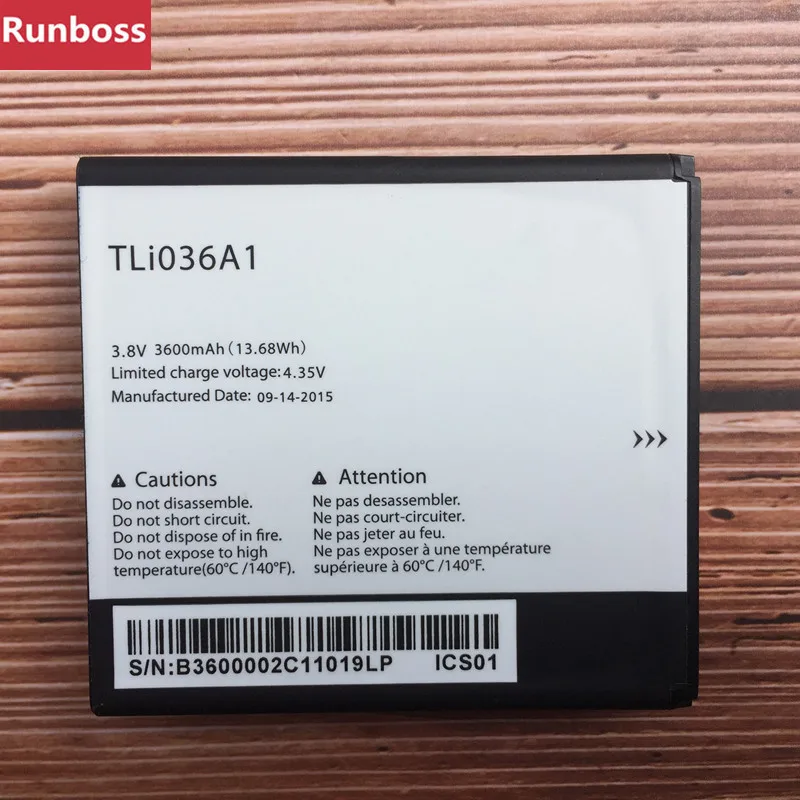 Runboss
TLi036A1
3.8V 3600mAh (13.68Wh)
Limited charge voltage: 4.35V
Manufactured Date: 09-14-2015
>>>
Cautions
Do not disassemble.
Do not short circuit.
Do not dispose of in fire.
Do not expose to high
temperature(60°C /140°F).
Attention
Ne pas desassembler.
Ne pas court-circuiter.
Ne pas jeter au feu.
Ne pas exposer à une température
supérieure à 60°C /140°F.
S/N:B3600002C11019LP ICS01